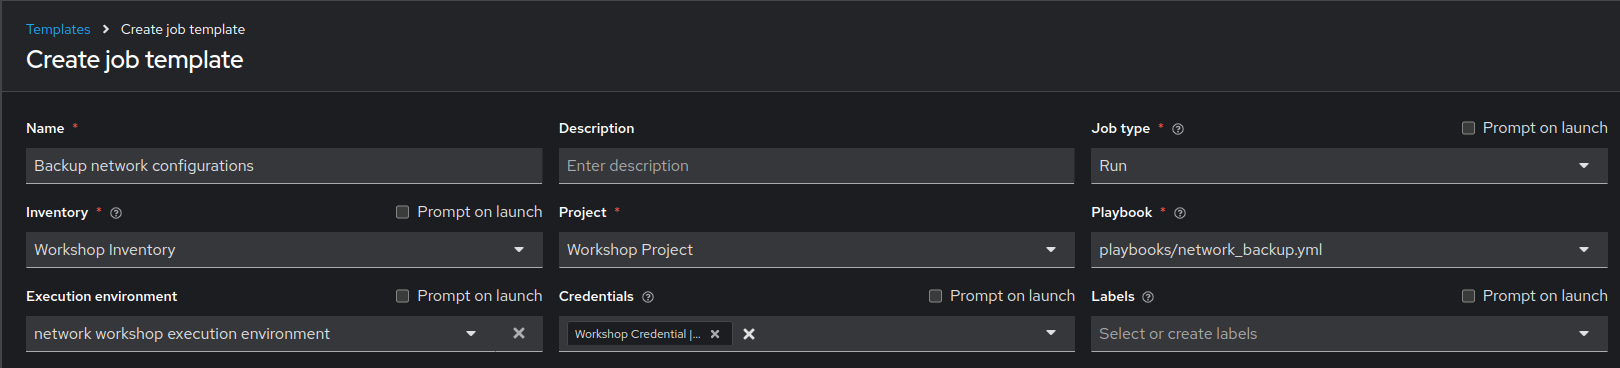 Templates > Create job template
Create job template
Name * Description Job type * Prompt on launch
Backup network configurations Enter description Run
Inventory * Prompt on launch Project * Playbook *
Workshop Inventory Workshop Project playbooks/network_backup.yml
Execution environment Prompt on launch Credentials Prompt on launch Labels Prompt on launch
network workshop execution environment Workshop Credential |... Select or create labels